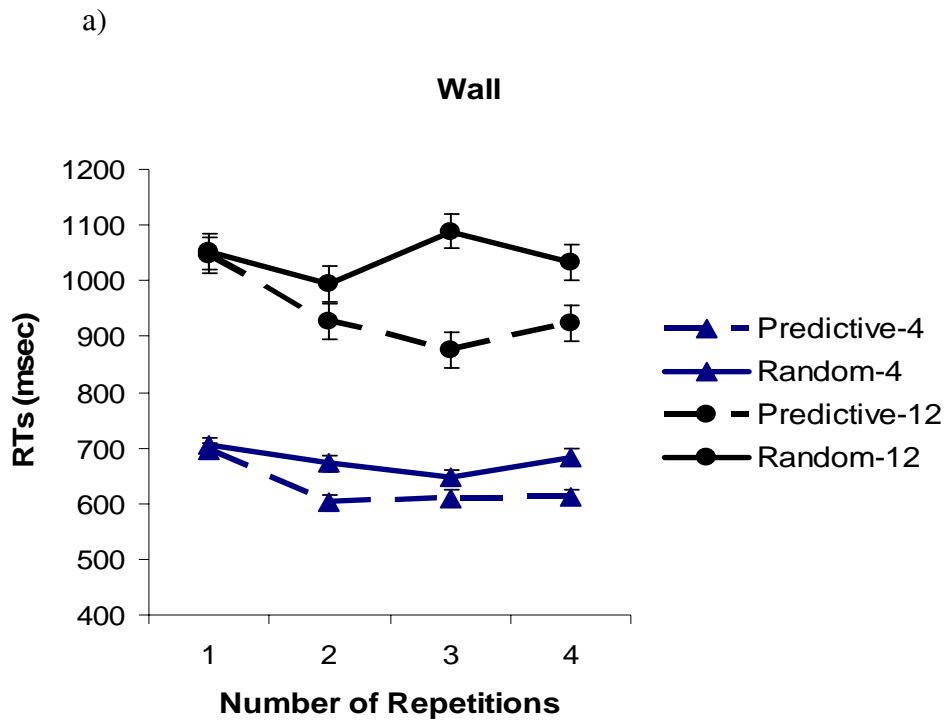 a)
Wall
1200
1100
1000
900
800
700
600
500
400
RTs (msec)
1 2 3 4
Number of Repetitions
Predictive-4
Random-4
Predictive-12
Random-12